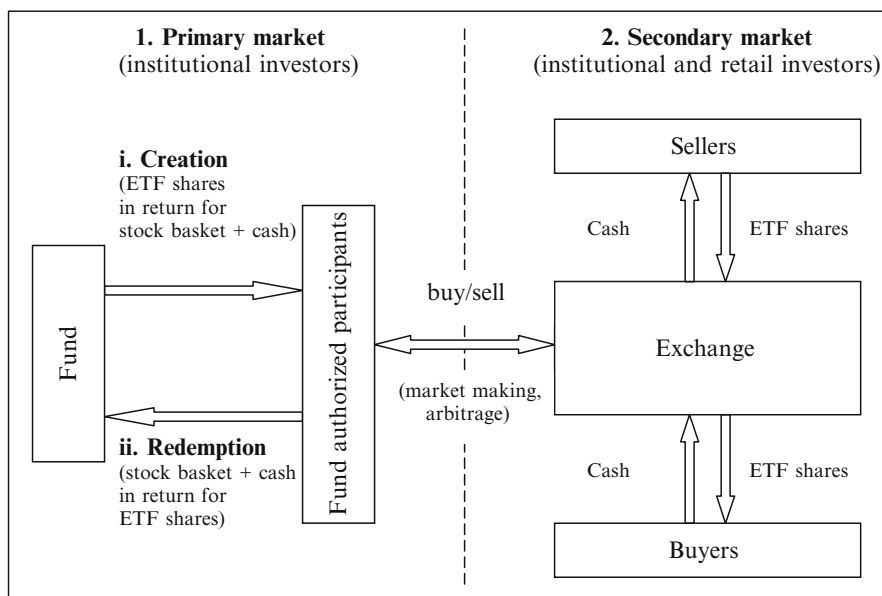 1. Primary market
(institutional investors)
2. Secondary market
(institutional and retail investors)
i. Creation
(ETF shares
in return for
stock basket + cash)
Fund
Fund authorized participants
ii. Redemption
(stock basket + cash
in return for
ETF shares)
buy/sell
(market making,
arbitrage)
Sellers
Cash
ETF shares
Exchange
Cash
ETF shares
Buyers